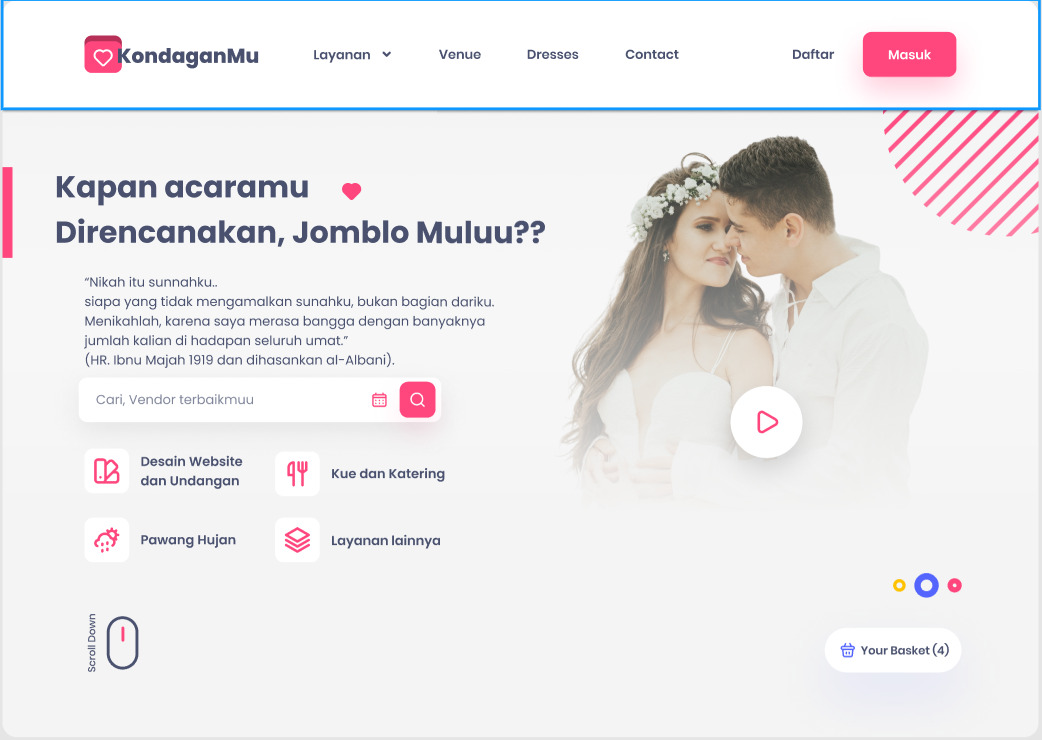 KondaganMu
Layanan
Venue
Dresses
Contact
Daftar
Masuk
Kapan acaramu
Direncanakan, Jomblo Muluu??
“Nikah itu sunnahku..
siapa yang tidak mengamalkan sunahku, bukan bagian dariku.
Menikahlah, karena saya merasa bangga dengan banyaknya
jumlah kalian di hadapan seluruh umat.”
(HR. Ibnu Majah 1919 dan dihasankan al-Albani).
Cari, Vendor terbaikmuu
Desain Website
dan Undangan
Kue dan Katering
Pawang Hujan
Layanan lainnya
Scroll Down
Your Basket (4)